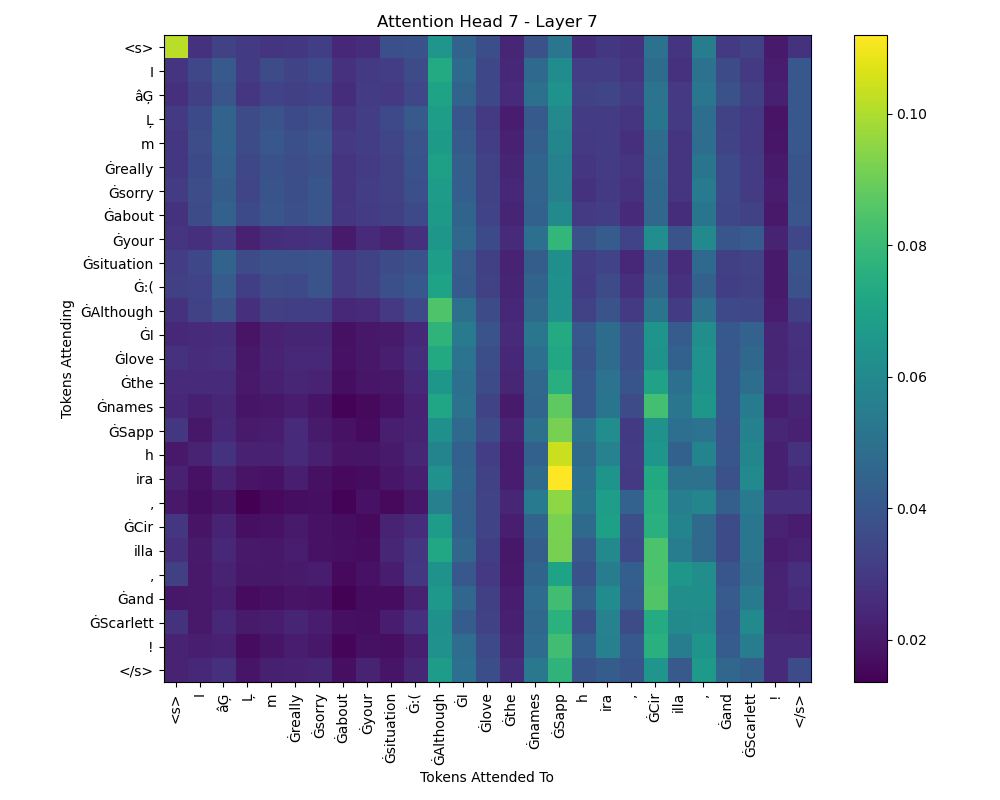 Attention Head 7 - Layer 7
<s>
I
âĢ
Ļ
m
Ġreally
Ġsorry
Ġabout
Ġyour
Ġsituation
Ġ:(
ĠAlthough
ĠI
Ġlove
Ġthe
Ġnames
ĠSapp
h
ira
,
ĠCir
illa
,
Ġand
ĠScarlett
!
</s>
Tokens Attending
<s>
I
âĢ
Ļ
m
Ġreally
Ġsorry
Ġabout
Ġyour
Ġsituation
Ġ:(
ĠAlthough
ĠI
Ġlove
Ġthe
Ġnames
ĠSapp
h
ira
,
ĠCir
illa
,
Ġand
ĠScarlett
!
</s>
Tokens Attended To
0.10
0.08
0.06
0.04
0.02